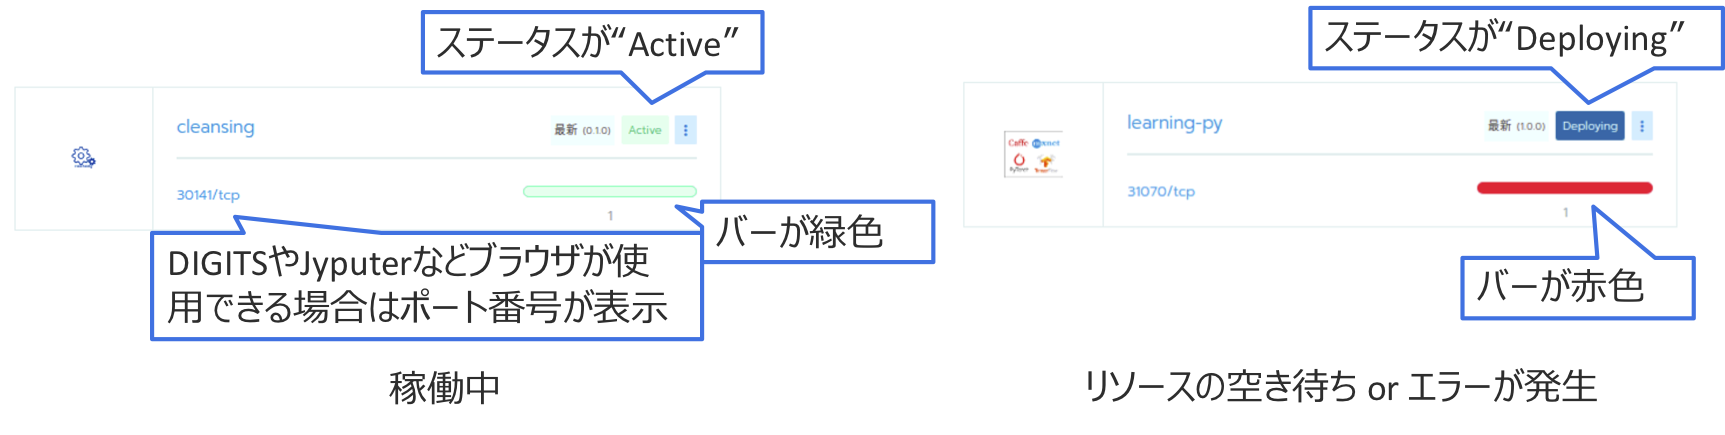 ステータスが“Active”
cleansing
最新 (0.1.0) Active
30141/tcp
1
バーが緑色
DIGITSやJyputerなどブラウザが使
用できる場合はポート番号が表示
稼働中
ステータスが“Deploying”
learning-py
最新 (1.0.0) Deploying
Caffe mxnet
PyTorch TensorFlow
31070/tcp
1
バーが赤色
リソースの空き待ち or エラーが発生